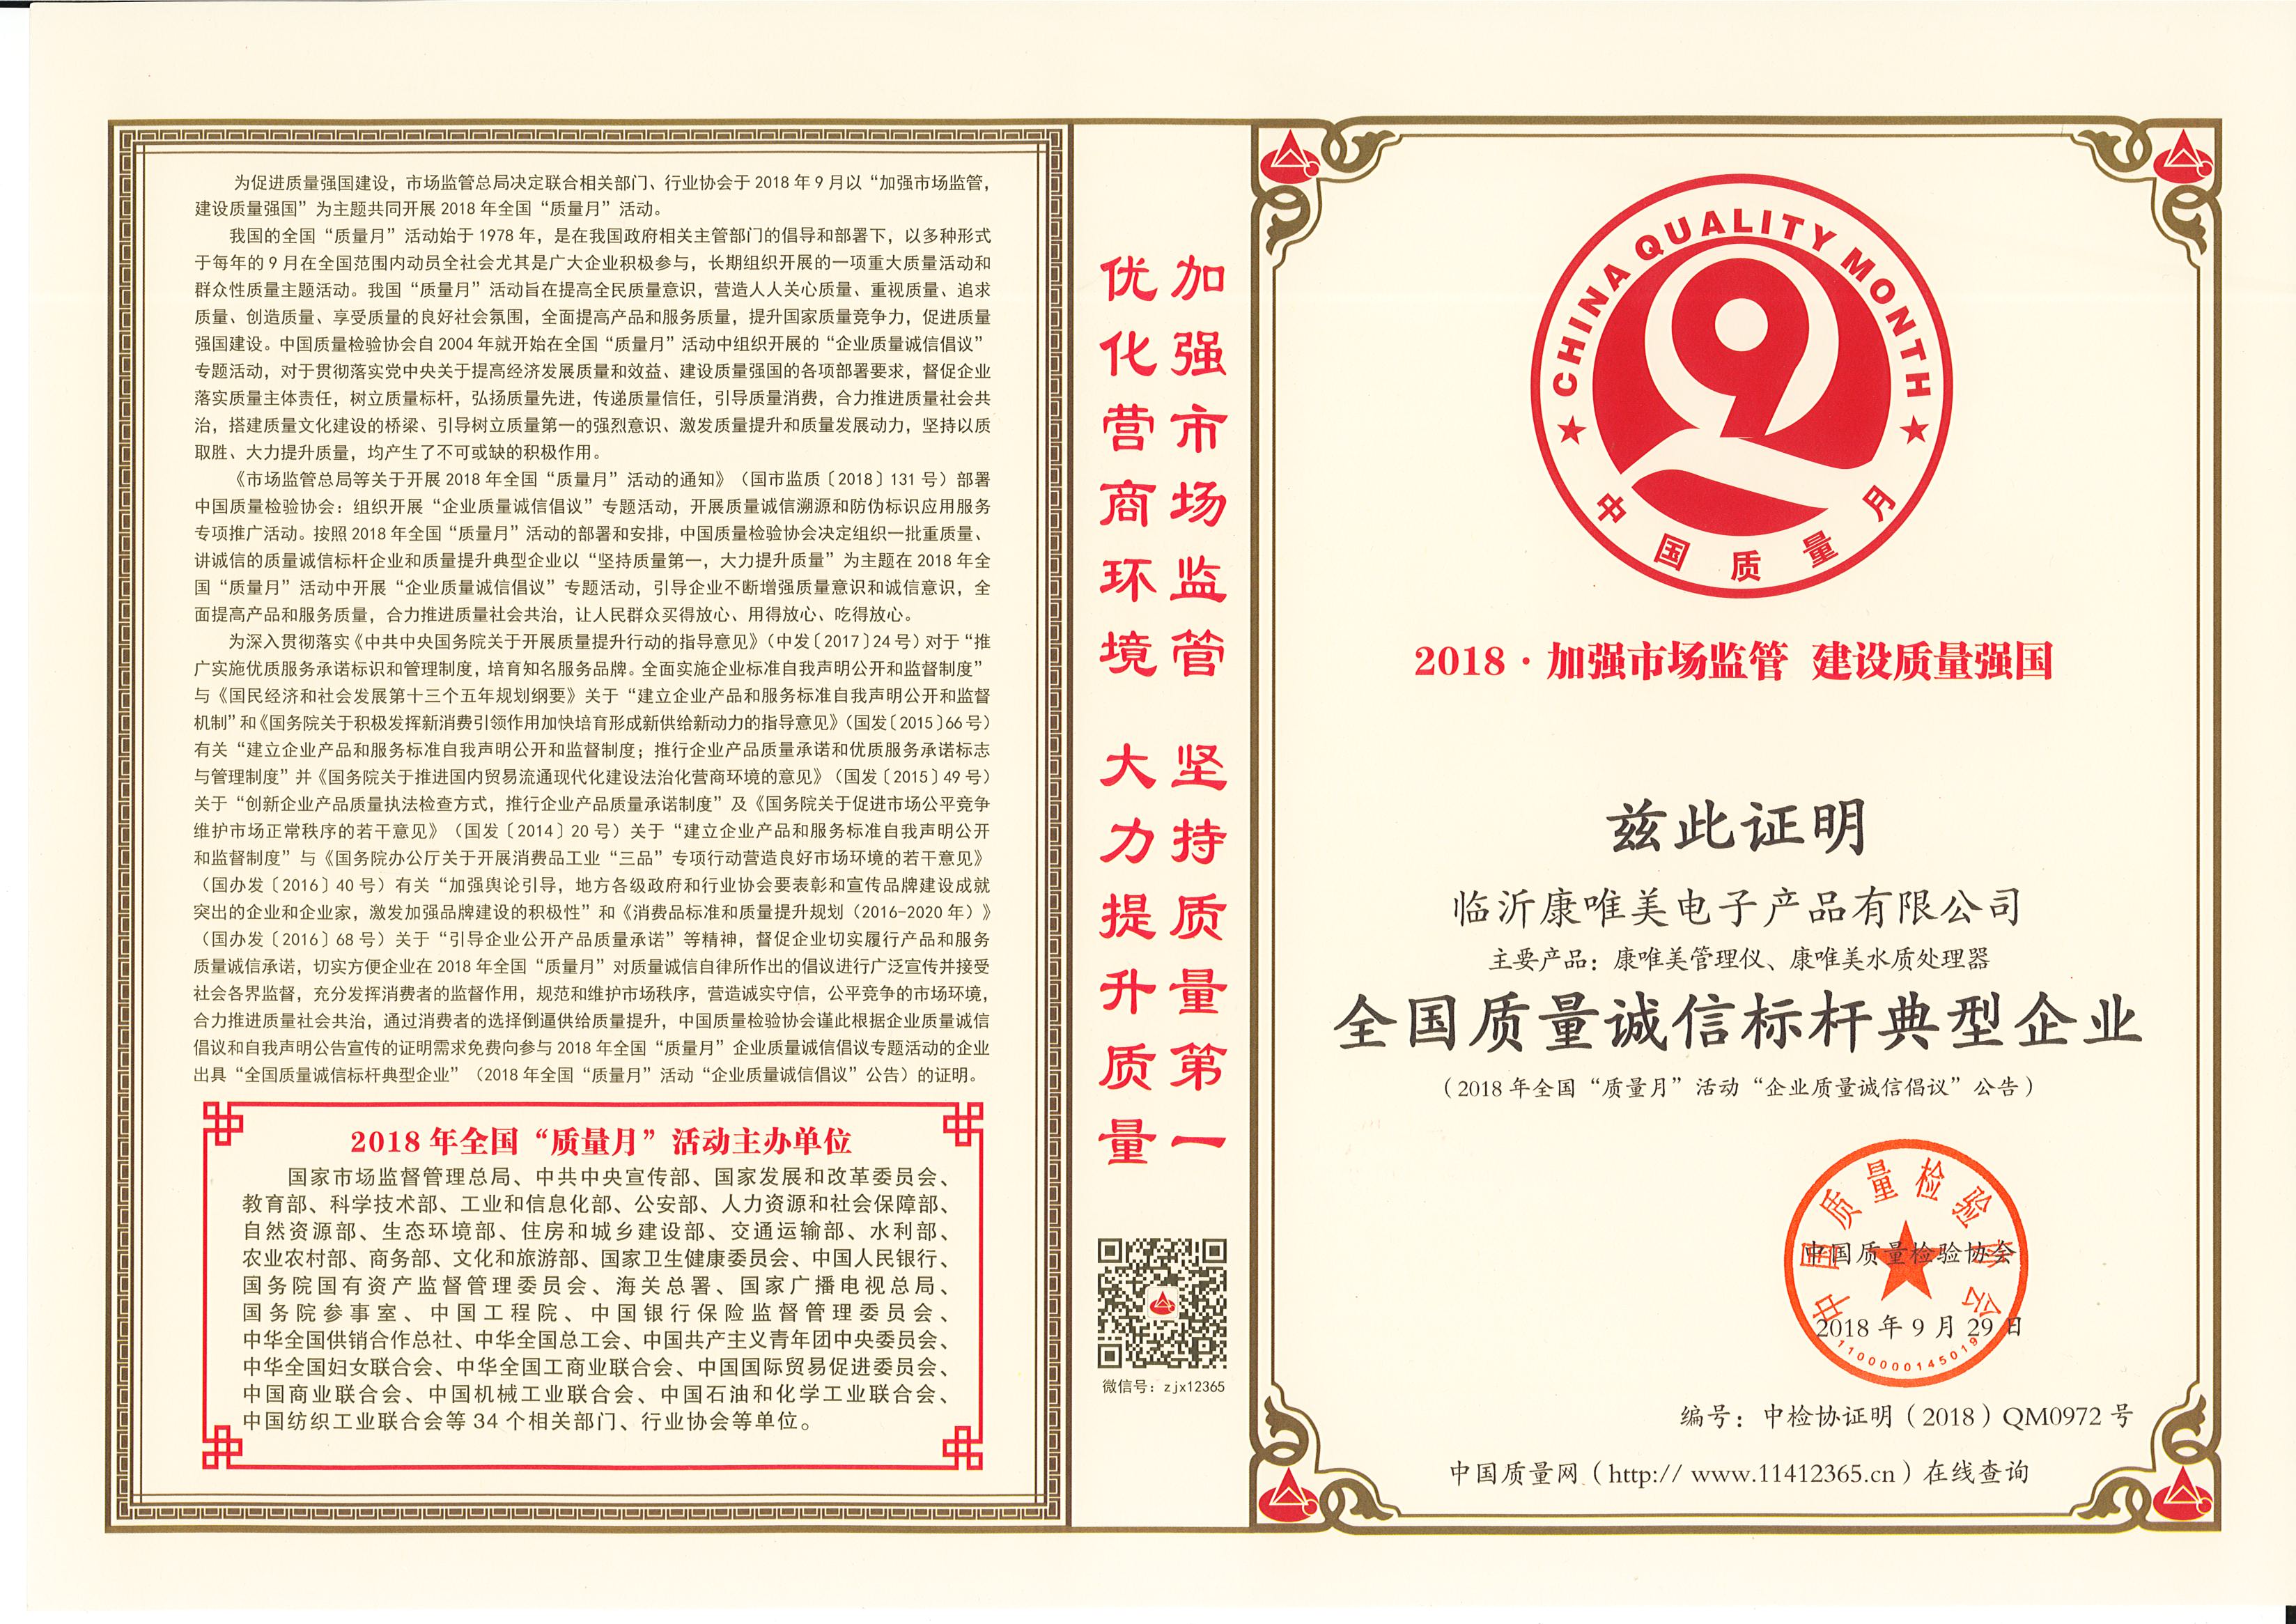 为促进质量强国建设，市场监管总局决定联合相关部门、行业协会于 2018 年 9 月以“加强市场监管，
建设质量强国”为主题共同开展 2018 年全国“质量月”活动。
我国的全国“质量月”活动始于 1978 年，是在我国政府相关主管部门的倡导和部署下，以多种形式
于每年的 9 月在全国范围内动员全社会尤其是广大企业积极参与，长期组织开展的一项重大质量活动和
群众性质量主题活动。我国“质量月”活动旨在提高全民质量意识，营造人人关心质量、重视质量、追求
质量、创造质量、享受质量的良好社会氛围，全面提高产品和服务质量，提升国家质量竞争力，促进质量
强国建设。中国质量检验协会自 2004 年就开始在全国“质量月”活动中组织开展的“企业质量诚信倡议”
专题活动，对于贯彻落实党中央关于提高经济发展质量和效益、建设质量强国的各项部署要求，督促企业
落实质量主体责任，树立质量标杆，弘扬质量先进，传递质量信任，引导质量消费，合力推进质量社会共
治，搭建质量文化建设的桥梁、引导树立质量第一的强烈意识、激发质量提升和质量发展动力，坚持以质
取胜、大力提升质量，均产生了不可或缺的积极作用。
《市场监管总局等关于开展 2018 年全国“质量月”活动的通知》（国市监质〔2018〕131 号）部署
中国质量检验协会：组织开展“企业质量诚信倡议”专题活动，开展质量诚信溯源和防伪标识应用服务
专项推广活动。按照 2018 年全国“质量月”活动的部署和安排，中国质量检验协会决定组织一批重质量、
讲诚信的质量诚信标杆企业和质量提升典型企业以“坚持质量第一，大力提升质量”为主题在 2018 年全
国“质量月”活动中开展“企业质量诚信倡议”专题活动，引导企业不断增强质量意识和诚信意识，全
面提高产品和服务质量，合力推进质量社会共治，让人民群众买得放心、用得放心、吃得放心。
为深入贯彻落实《中共中央国务院关于开展质量提升行动的指导意见》（中发〔2017〕24 号）对于“推
广实施优质服务承诺标识和管理制度，培育知名服务品牌。全面实施企业标准自我声明公开和监督制度”
与《国民经济和社会发展第十三个五年规划纲要》关于“建立企业产品和服务标准自我声明公开和监督
机制”和《国务院关于积极发挥新消费引领作用加快培育形成新供给新动力的指导意见》（国发〔2015〕66 号）
有关“建立企业产品和服务标准自我声明公开和监督制度；推行企业产品质量承诺和优质服务承诺标志
与管理制度”并《国务院关于推进国内贸易流通现代化建设法治化营商环境的意见》（国发〔2015〕49 号）
关于“创新企业产品质量执法检查方式，推行企业产品质量承诺制度”及《国务院关于促进市场公平竞争
维护市场正常秩序的若干意见》（国发〔2014〕20 号）关于“建立企业产品和服务标准自我声明公开
和监督制度”与《国务院办公厅关于开展消费品工业“三品”专项行动营造良好市场环境的若干意见》
（国办发〔2016〕40 号）有关“加强舆论引导，地方各级政府和行业协会要表彰和宣传品牌建设成就
突出的企业和企业家，激发加强品牌建设的积极性”和《消费品标准和质量提升规划（2016-2020 年）》
（国办发〔2016〕68 号）关于“引导企业公开产品质量承诺”等精神，督促企业切实履行产品和服务
质量诚信承诺，切实方便企业在 2018 年全国“质量月”对质量诚信自律所作出的倡议进行广泛宣传并接受
社会各界监督，充分发挥消费者的监督作用，规范和维护市场秩序，营造诚实守信，公平竞争的市场环境，
合力推进质量社会共治，通过消费者的选择倒逼供给质量提升，中国质量检验协会谨此根据企业质量诚信
倡议和自我声明公告宣传的证明需求免费向参与 2018 年全国“质量月”企业质量诚信倡议专题活动的企业
出具“全国质量诚信标杆典型企业”（2018 年全国“质量月”活动“企业质量诚信倡议”公告）的证明。
2018 年全国“质量月”活动主办单位
国家市场监督管理总局、中共中央宣传部、国家发展和改革委员会、
教育部、科学技术部、工业和信息化部、公安部、人力资源和社会保障部、
自然资源部、生态环境部、住房和城乡建设部、交通运输部、水利部、
农业农村部、商务部、文化和旅游部、国家卫生健康委员会、中国人民银行、
国务院国有资产监督管理委员会、海关总署、国家广播电视总局、
国务院参事室、中国工程院、中国银行保险监督管理委员会、
中华全国供销合作总社、中华全国总工会、中国共产主义青年团中央委员会、
中华全国妇女联合会、中华全国工商业联合会、中国国际贸易促进委员会、
中国商业联合会、中国机械工业联合会、中国石油和化学工业联合会、
中国纺织工业联合会等 34 个相关部门、行业协会等单位。
加强市场监管 坚持质量第一
优化营商环境 大力提升质量
微信号：zjx12365
CHINA QUALITY MONTH
9
中国质量月
2018·加强市场监管 建设质量强国
兹此证明
临沂康唯美电子产品有限公司
主要产品：康唯美管理仪、康唯美水质处理器
全国质量诚信标杆典型企业
（2018 年全国“质量月”活动“企业质量诚信倡议”公告）
中国质量检验协会
中国质量检验协会
2018 年 9 月 29 日
1100000145019
编号：中检协证明（2018）QM0972 号
中国质量网（http:// www.11412365.cn）在线查询